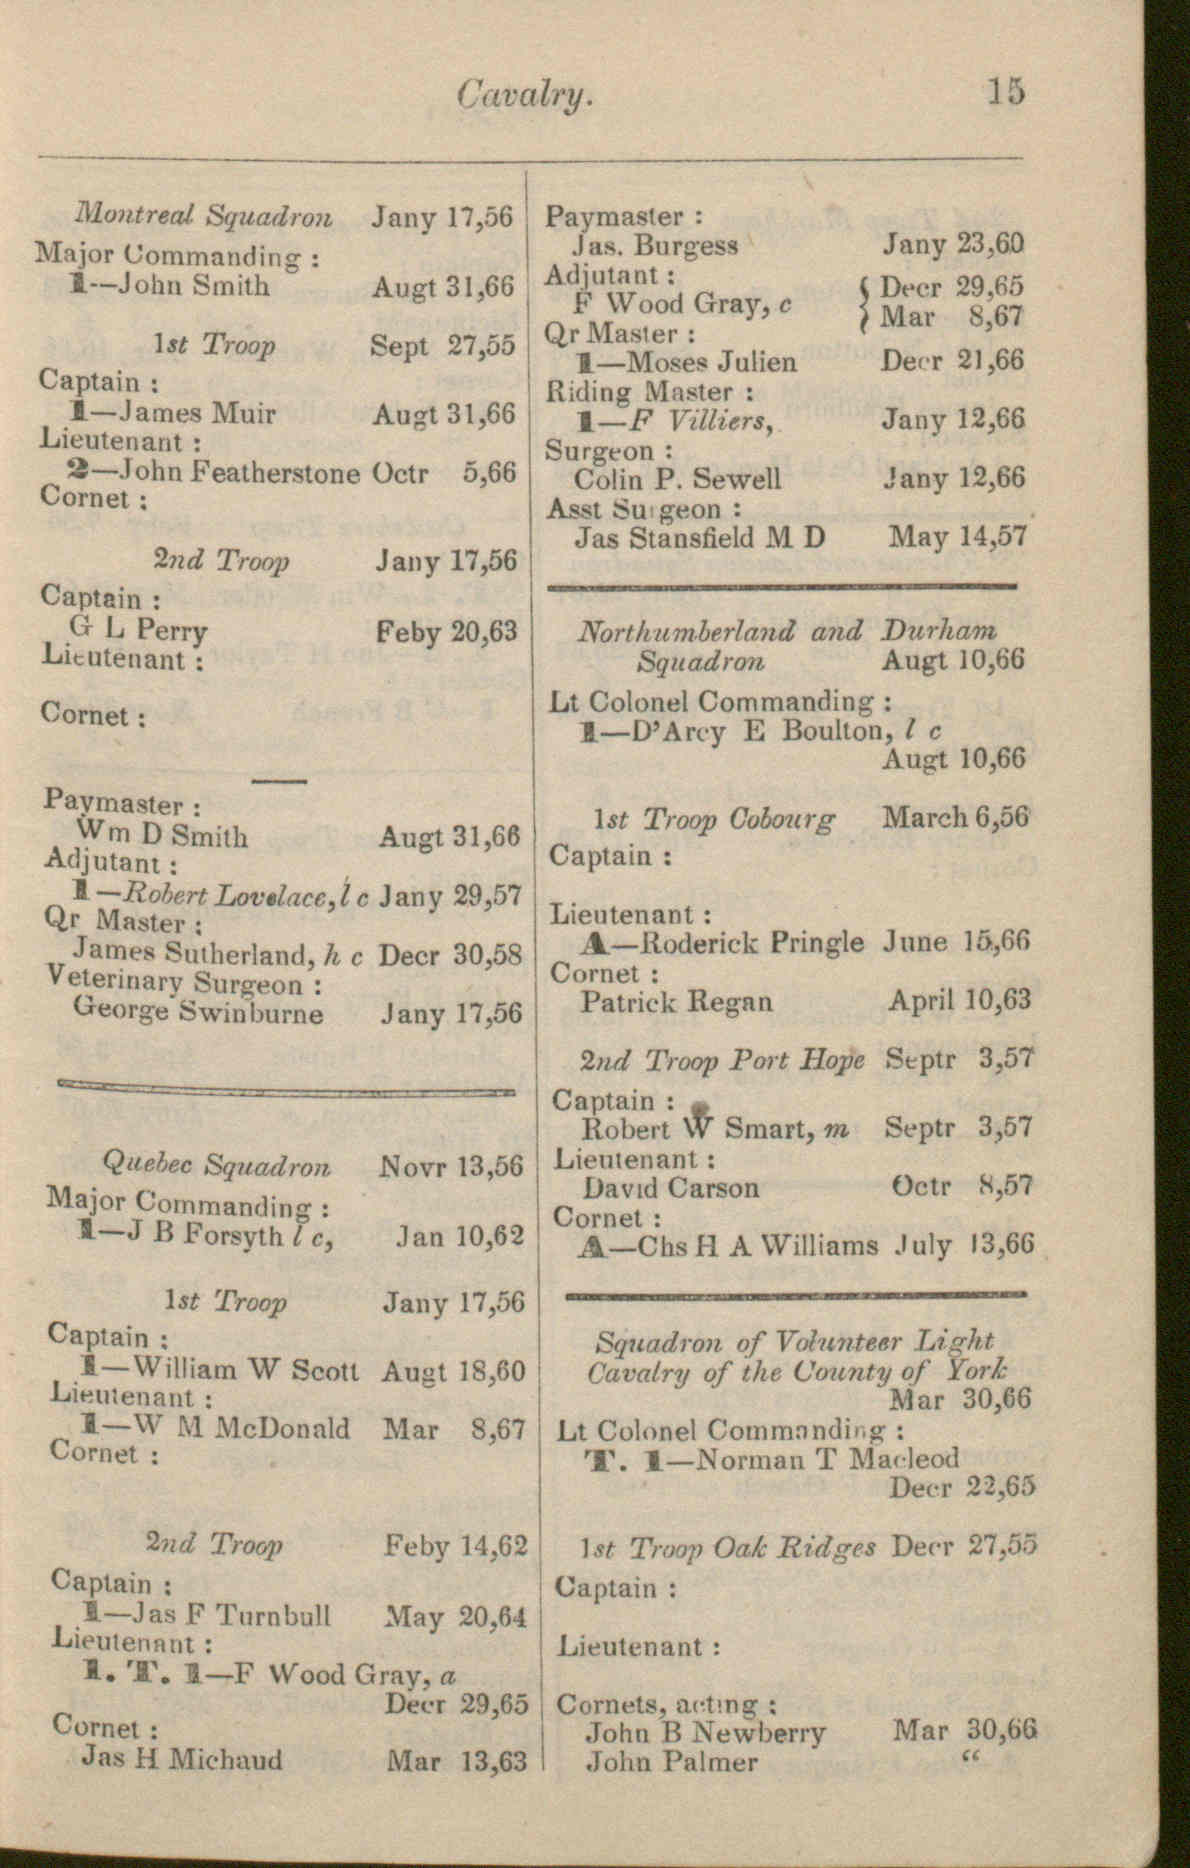 Cavalry. 15
Montreal Squadron Jany 17,56
Major Commanding :
1--John Smith Augt 31,66
1st Troop Sept 27,55
Captain :
1—James Muir Augt 31,66
Lieutenant :
2—John Featherstone Octr 5,66
Cornet :
2nd Troop Jany 17,56
Captain :
G L Perry Feby 20,63
Lieutenant :
Cornet :
Paymaster :
Wm D Smith Augt 31,66
Adjutant :
1—Robert Lovelace, l c Jany 29,57
Qr Master :
James Sutherland, h c Decr 30,58
Veterinary Surgeon :
George Swinburne Jany 17,56
Quebec Squadron Novr 13,56
Major Commanding :
1—J B Forsyth l c, Jan 10,62
1st Troop Jany 17,56
Captain :
1—William W Scott Augt 18,60
Lieutenant :
1—W M McDonald Mar 8,67
Cornet :
2nd Troop Feby 14,62
Captain :
1—Jas F Turnbull May 20,64
Lieutenant :
1. T. 1—F Wood Gray, a
Decr 29,65
Cornet :
Jas H Michaud Mar 13,63
Paymaster :
Jas. Burgess Jany 23,60
Adjutant :
F Wood Gray, c { Decr 29,65
} Mar 8,67
Qr Master :
1—Moses Julien Decr 21,66
Riding Master :
1—F Villiers, Jany 12,66
Surgeon :
Colin P. Sewell Jany 12,66
Asst Surgeon :
Jas Stansfield M D May 14,57
Northumberland and Durham
Squadron Augt 10,66
Lt Colonel Commanding :
1—D'Arcy E Boulton, l c
Augt 10,66
1st Troop Cobourg March 6,56
Captain :
Lieutenant :
A—Roderick Pringle June 15,66
Cornet :
Patrick Regan April 10,63
2nd Troop Port Hope Septr 3,57
Captain :
Robert W Smart, m Septr 3,57
Lieutenant :
David Carson Octr 8,57
Cornet :
A—Chs H A Williams July 13,66
Squadron of Volunteer Light
Cavalry of the County of York
Mar 30,66
Lt Colonel Commanding :
T. 1—Norman T Macleod
Decr 22,65
1st Troop Oak Ridges Decr 27,55
Captain :
Lieutenant :
Cornets, acting :
John B Newberry Mar 30,66
John Palmer “